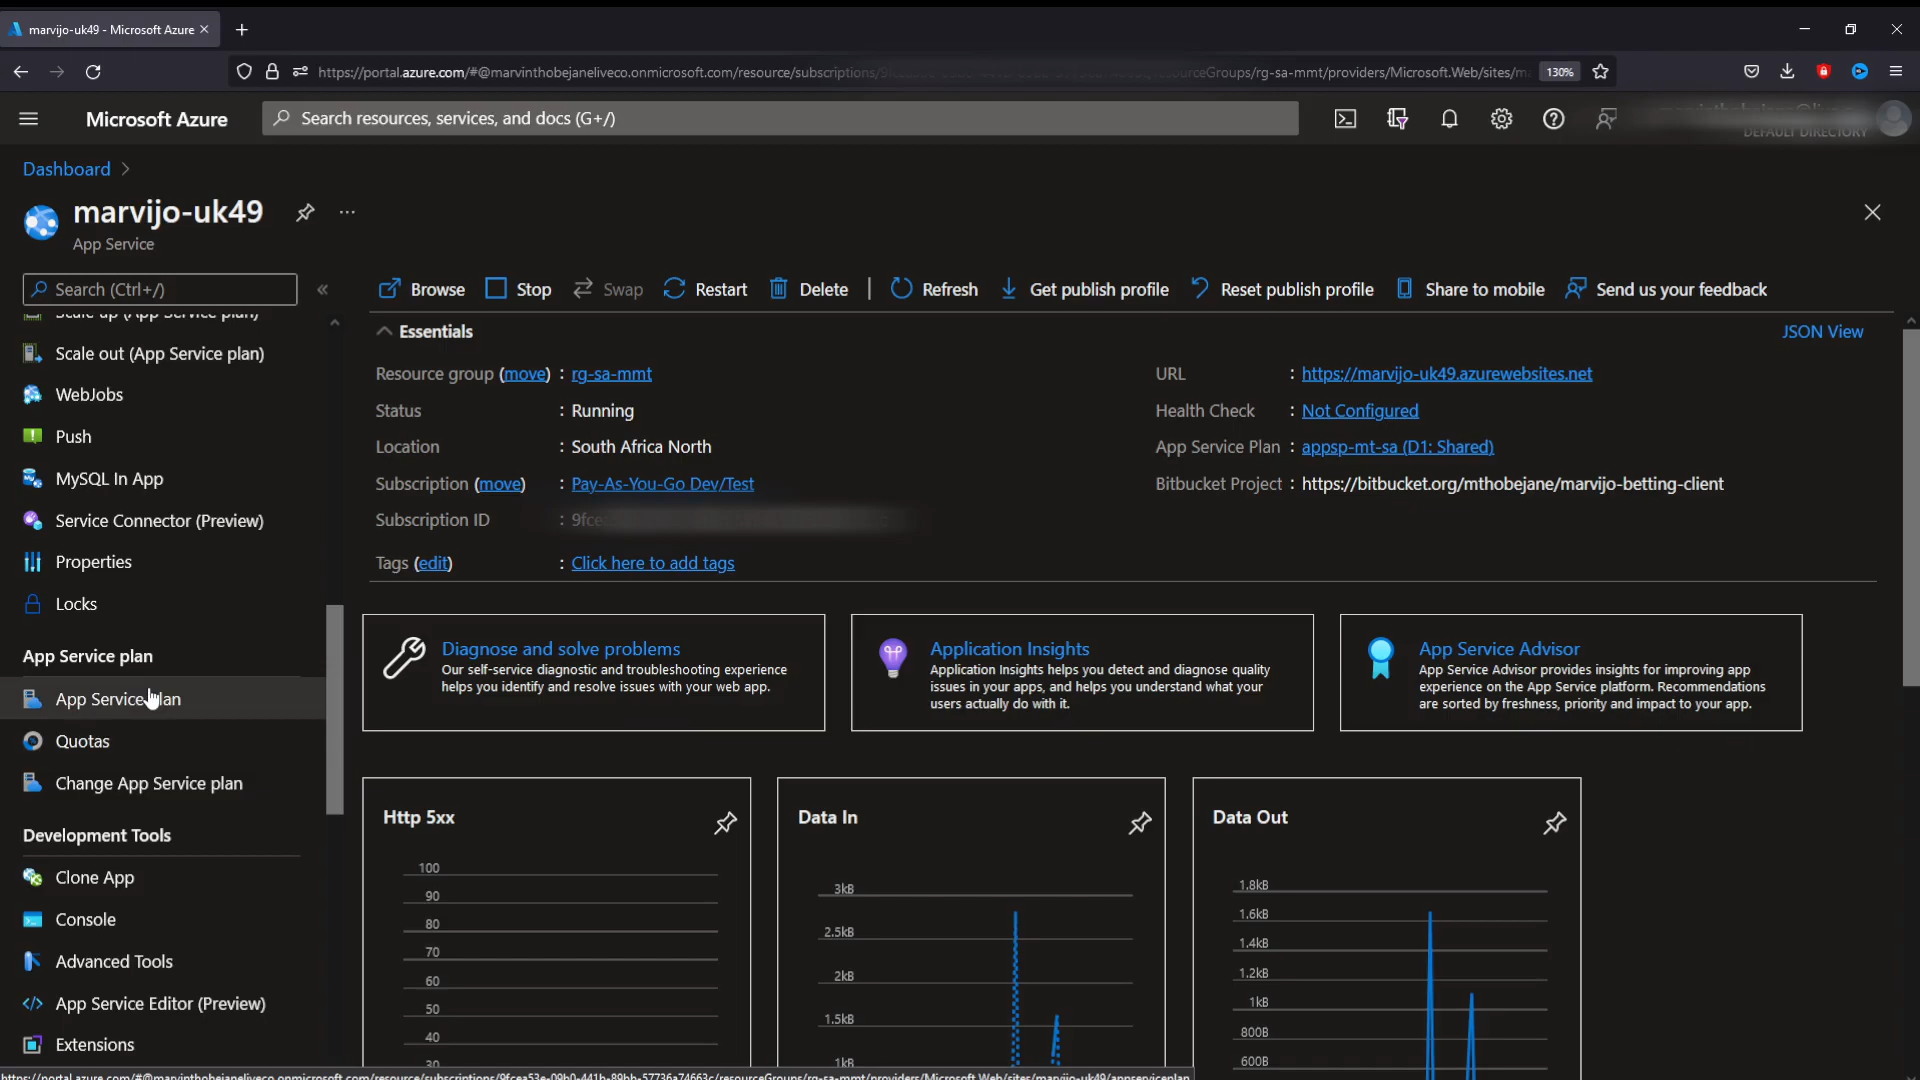 marvijo-uk49 - Microsoft Azure
https://portal.azure.com/#@marvinthobejaneliveco.onmicrosoft.com/resource/subscriptions/
Groups/rg-sa-mmt/providers/Microsoft.Web/sites/m
130%
Microsoft Azure
Search resources, services, and docs (G+/)
DEFAULT DIRECTORY
Dashboard
marvijo-uk49
App Service
Search (Ctrl+/)
Browse
Stop
Swap
Restart
Delete
Refresh
Get publish profile
Reset publish profile
Share to mobile
Send us your feedback
Scale up (App Service plan)
Scale out (App Service plan)
WebJobs
Push
MySQL In App
Service Connector (Preview)
Properties
Locks
App Service plan
App Service plan
Quotas
Change App Service plan
Development Tools
Clone App
Console
Advanced Tools
App Service Editor (Preview)
Extensions
Essentials
JSON View
Resource group (move) : rg-sa-mmt
Status : Running
Location : South Africa North
Subscription (move) : Pay-As-You-Go Dev/Test
Subscription ID : 9fce
Tags (edit) : Click here to add tags
URL : https://marvijo-uk49.azurewebsites.net
Health Check : Not Configured
App Service Plan : appsp-mt-sa (D1: Shared)
Bitbucket Project : https://bitbucket.org/mthobejane/marvijo-betting-client
Diagnose and solve problems
Our self-service diagnostic and troubleshooting experience
helps you identify and resolve issues with your web app.
Application Insights
Application Insights helps you detect and diagnose quality
issues in your apps, and helps you understand what your
users actually do with it.
App Service Advisor
App Service Advisor provides insights for improving app
experience on the App Service platform. Recommendations
are sorted by freshness, priority and impact to your app.
Http 5xx
100
90
80
70
60
50
40
30
Data In
3kB
2.5kB
2kB
1.5kB
1kB
Data Out
1.8kB
1.6kB
1.4kB
1.2kB
1kB
800B
600B